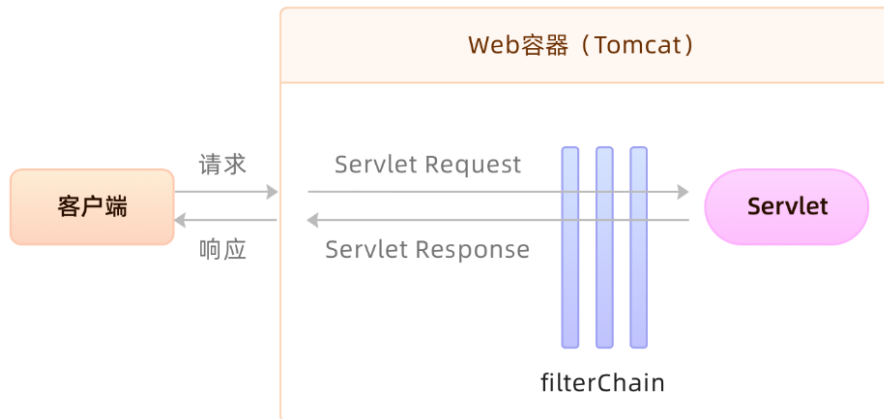 Web容器（Tomcat）
请求
Servlet Request
客户端
Servlet
响应
Servlet Response
filterChain